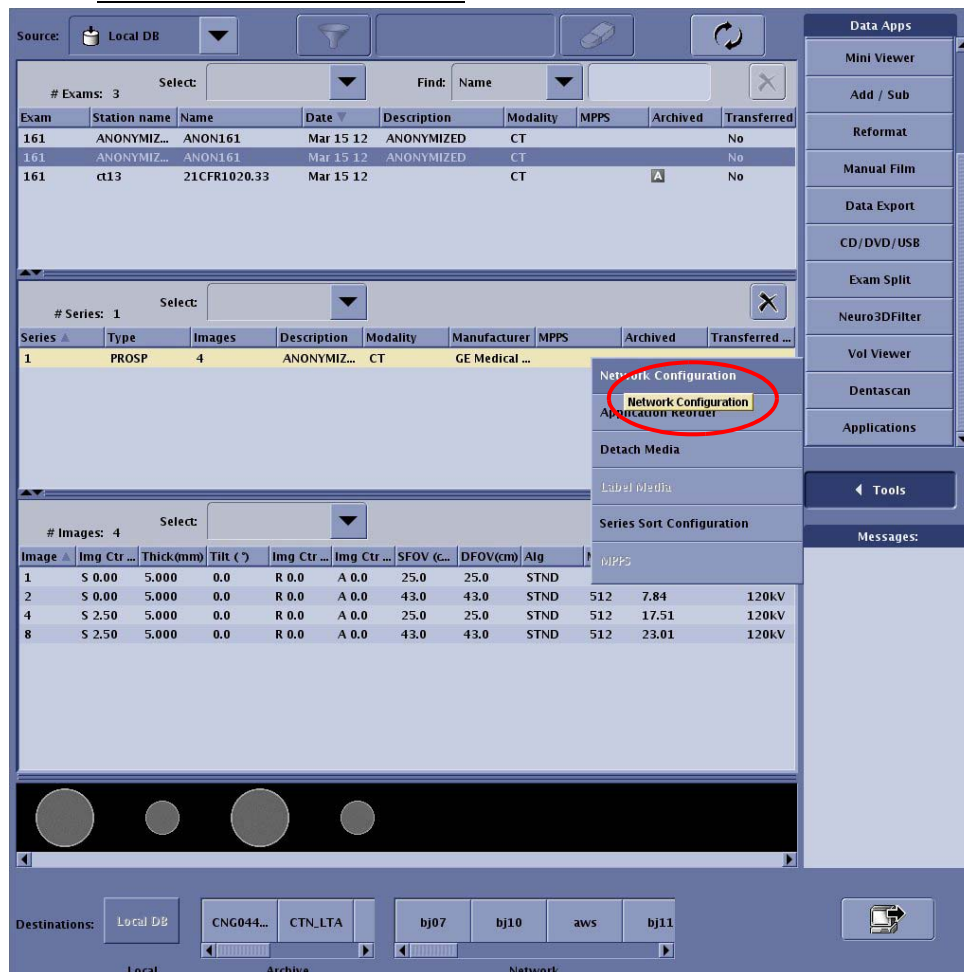 Source: Local DB
# Exams: 3 Select: Find: Name
Exam Station name Name Date Description Modality MPPS Archived Transferred
161 ANONYMIZ... ANON161 Mar 15 12 ANONYMIZED CT No
161 ANONYMIZ... ANON161 Mar 15 12 ANONYMIZED CT No
161 ct13 21CFR1020.33 Mar 15 12 CT A No
# Series: 1 Select:
Series Type Images Description Modality Manufacturer MPPS Archived Transferred ...
1 PROSP 4 ANONYMIZ... CT GE Medical ...
Network Configuration
Network Configuration
Application Reorder
Detach Media
Label Media
Series Sort Configuration
MPPS
# Images: 4 Select:
Image Img Ctr ... Thick(mm) Tilt (°) Img Ctr ... Img Ctr ... SFOV (c... DFOV(cm) Alg
1 S 0.00 5.000 0.0 R 0.0 A 0.0 25.0 25.0 STND
2 S 0.00 5.000 0.0 R 0.0 A 0.0 43.0 43.0 STND 512 7.84 120kV
4 S 2.50 5.000 0.0 R 0.0 A 0.0 25.0 25.0 STND 512 17.51 120kV
8 S 2.50 5.000 0.0 R 0.0 A 0.0 43.0 43.0 STND 512 23.01 120kV
Destinations: Local DB CNG044... CTN_LTA bj07 bj10 aws bj11
Local Archive Network
Data Apps
Mini Viewer
Add / Sub
Reformat
Manual Film
Data Export
CD/DVD/USB
Exam Split
Neuro3DFilter
Vol Viewer
Dentascan
Applications
Tools
Messages: